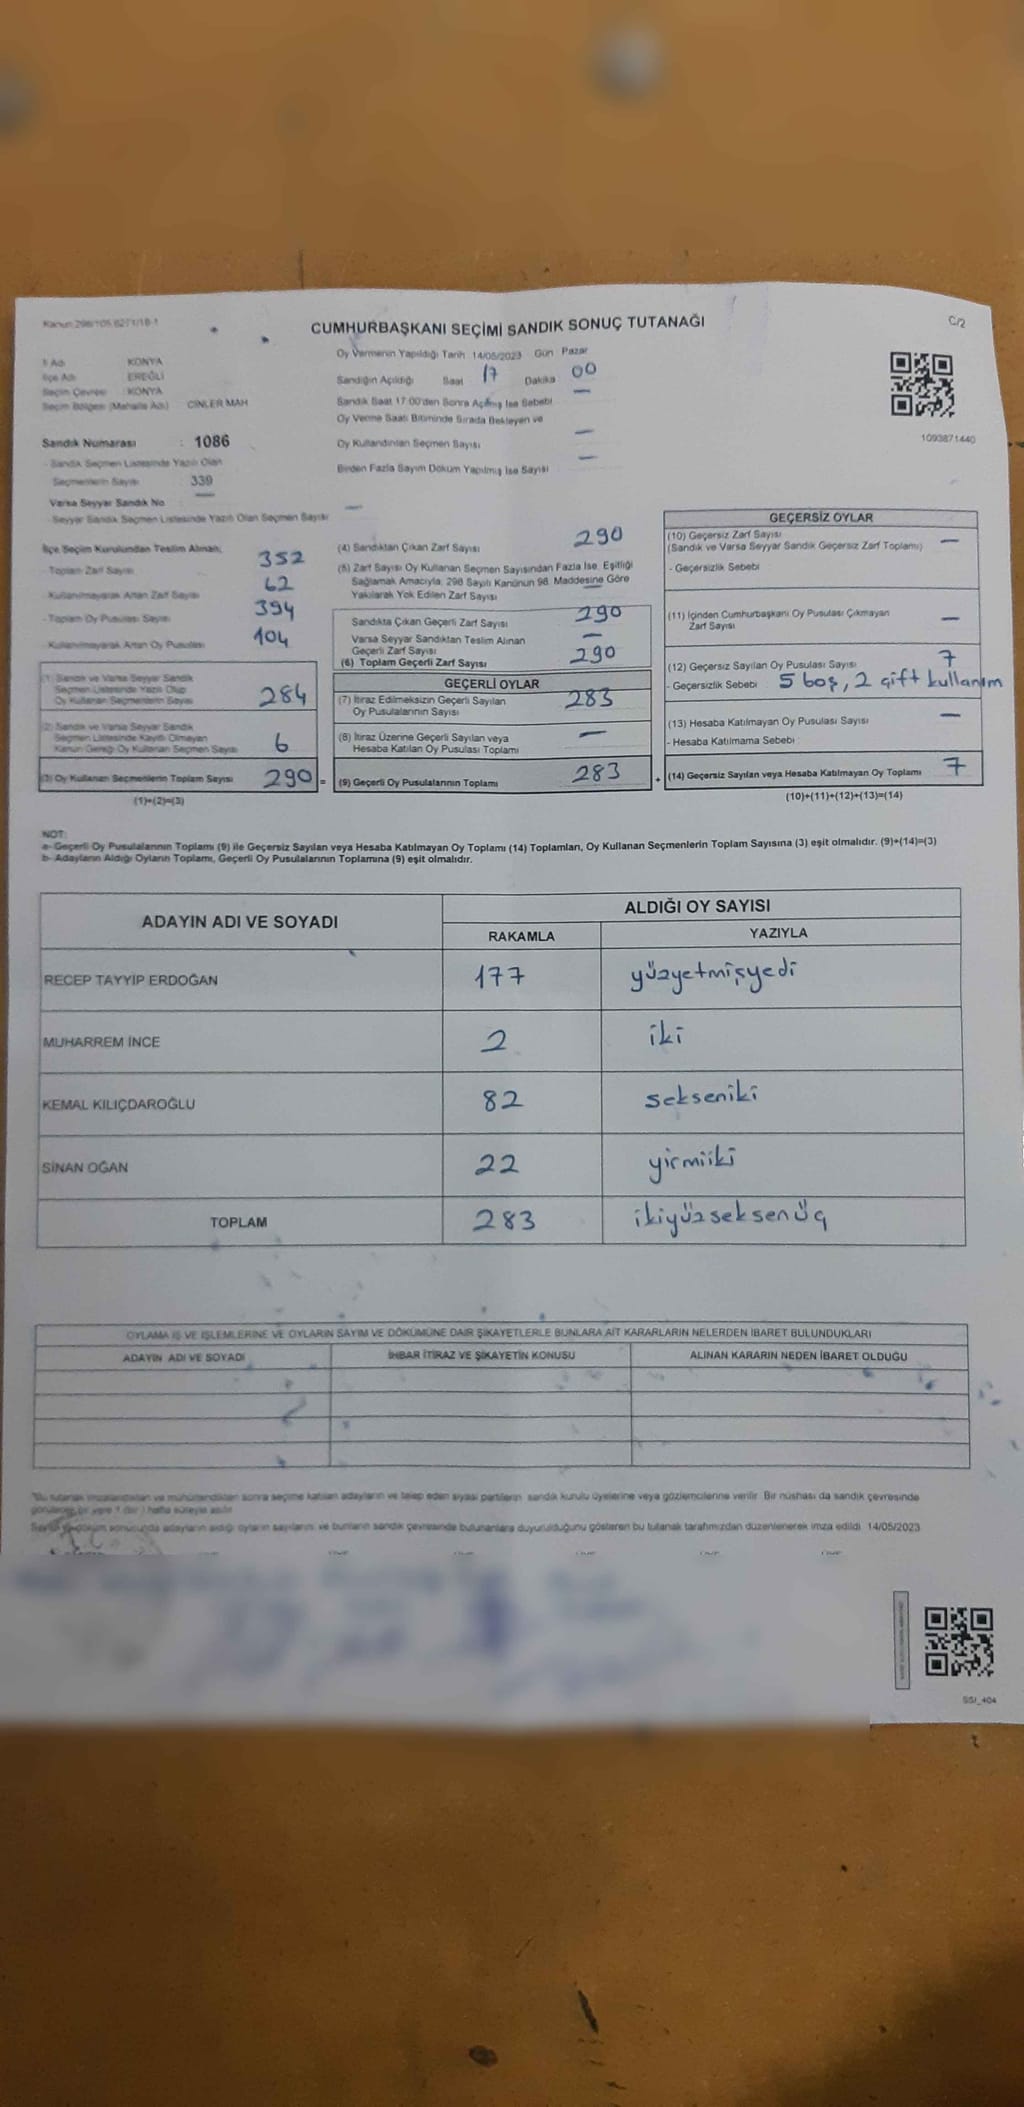 CUMHURBAŞKANI SEÇİMİ SANDIK SONUÇ TUTANAĞI
C/2
İl Adı KONYA
İlçe Adı EREĞLİ
Seçim Çevresi KONYA
Seçim Bölgesi (Mahalle Adı) CİNLER MAH
Sandık Numarası : 1086
- Sandık Seçmen Listesinde Yazılı Olan
Seçmenlerin Sayısı 339
Varsa Seyyar Sandık No —
- Seyyar Sandık Seçmen Listesinde Yazılı Olan Seçmen Sayısı —
Oy Vermenin Yapıldığı Tarih 14/05/2023 Gün Pazar
Sandığın Açıldığı Saat 17 Dakika 00
Sandık Saat 17:00'den Sonra Açılmış İse Sebebi —
Oy Verme Saati Bitiminde Sırada Bekleyen ve
Oy Kullandırılan Seçmen Sayısı —
Birden Fazla Sayım Döküm Yapılmış İse Sayısı —
1093871440
İlçe Seçim Kurulundan Teslim Alınan;
- Toplam Zarf Sayısı 352
- Kullanılmayarak Artan Zarf Sayısı 62
- Toplam Oy Pusulası Sayısı 394
- Kullanılmayarak Artan Oy Pusulası 104
(1) Sandık ve Varsa Seyyar Sandık
Seçmen Listesinde Yazılı Olup
Oy Kullanan Seçmenlerin Sayısı 284
(2) Sandık ve Varsa Seyyar Sandık
Seçmen Listesinde Kayıtlı Olmayan
Kanun Gereği Oy Kullanan Seçmen Sayısı 6
(3) Oy Kullanan Seçmenlerin Toplam Sayısı 290 =
(1)+(2)=(3)
(4) Sandıktan Çıkan Zarf Sayısı 290
(5) Zarf Sayısı Oy Kullanan Seçmen Sayısından Fazla İse, Eşitliği
Sağlamak Amacıyla, 298 Sayılı Kanunun 98. Maddesine Göre
Yakılarak Yok Edilen Zarf Sayısı —
Sandıkta Çıkan Geçerli Zarf Sayısı 290
Varsa Seyyar Sandıktan Teslim Alınan
Geçerli Zarf Sayısı —
(6) Toplam Geçerli Zarf Sayısı 290
GEÇERLİ OYLAR
(7) İtiraz Edilmeksizin Geçerli Sayılan
Oy Pusulalarının Sayısı 283
(8) İtiraz Üzerine Geçerli Sayılan veya
Hesaba Katılan Oy Pusulası Toplamı —
(9) Geçerli Oy Pusulalarının Toplamı 283 +
GEÇERSİZ OYLAR
(10) Geçersiz Zarf Sayısı
(Sandık ve Varsa Seyyar Sandık Geçersiz Zarf Toplamı) —
- Geçersizlik Sebebi
(11) İçinden Cumhurbaşkanı Oy Pusulası Çıkmayan
Zarf Sayısı —
(12) Geçersiz Sayılan Oy Pusulası Sayısı 7
- Geçersizlik Sebebi 5 boş, 2 çift kullanım
(13) Hesaba Katılmayan Oy Pusulası Sayısı —
- Hesaba Katılmama Sebebi :
(14) Geçersiz Sayılan veya Hesaba Katılmayan Oy Toplamı 7
(10)+(11)+(12)+(13)=(14)
NOT:
a- Geçerli Oy Pusulalarının Toplamı (9) ile Geçersiz Sayılan veya Hesaba Katılmayan Oy Toplamı (14) Toplamları, Oy Kullanan Seçmenlerin Toplam Sayısına (3) eşit olmalıdır. (9)+(14)=(3)
b- Adayların Aldığı Oyların Toplamı, Geçerli Oy Pusulalarının Toplamına (9) eşit olmalıdır.
ADAYIN ADI VE SOYADI
ALDIĞI OY SAYISI
RAKAMLA YAZIYLA
RECEP TAYYİP ERDOĞAN 177 yüzyetmişyedi
MUHARREM İNCE 2 iki
KEMAL KILIÇDAROĞLU 82 sekseniki
SİNAN OĞAN 22 yirmiiki
TOPLAM 283 ikiyüzseksenüç
OYLAMA İŞ VE İŞLEMLERİNE VE OYLARIN SAYIM VE DÖKÜMÜNE DAİR ŞİKAYETLERLE BUNLARA AİT KARARLARIN NELERDEN İBARET BULUNDUKLARI
ADAYIN ADI VE SOYADI İHBAR İTİRAZ VE ŞİKAYETİN KONUSU ALINAN KARARIN NEDEN İBARET OLDUĞU
Bu tutanak imzalandıktan ve mühürlendikten sonra seçime katılan adayların ve talep eden siyasi partilerin sandık kurulu üyelerine veya gözlemcilerine verilir. Bir nüshası da sandık çevresinde
görülecek bir yere 1 (bir) hafta süreyle asılır.
Sayım ve döküm sonucunda adayların aldığı oyların sayılarını ve bunların sandık çevresinde bulunanlara duyurulduğunu gösteren bu tutanak tarafımızdan düzenlenerek imza edildi. 14/05/2023
SSI_404